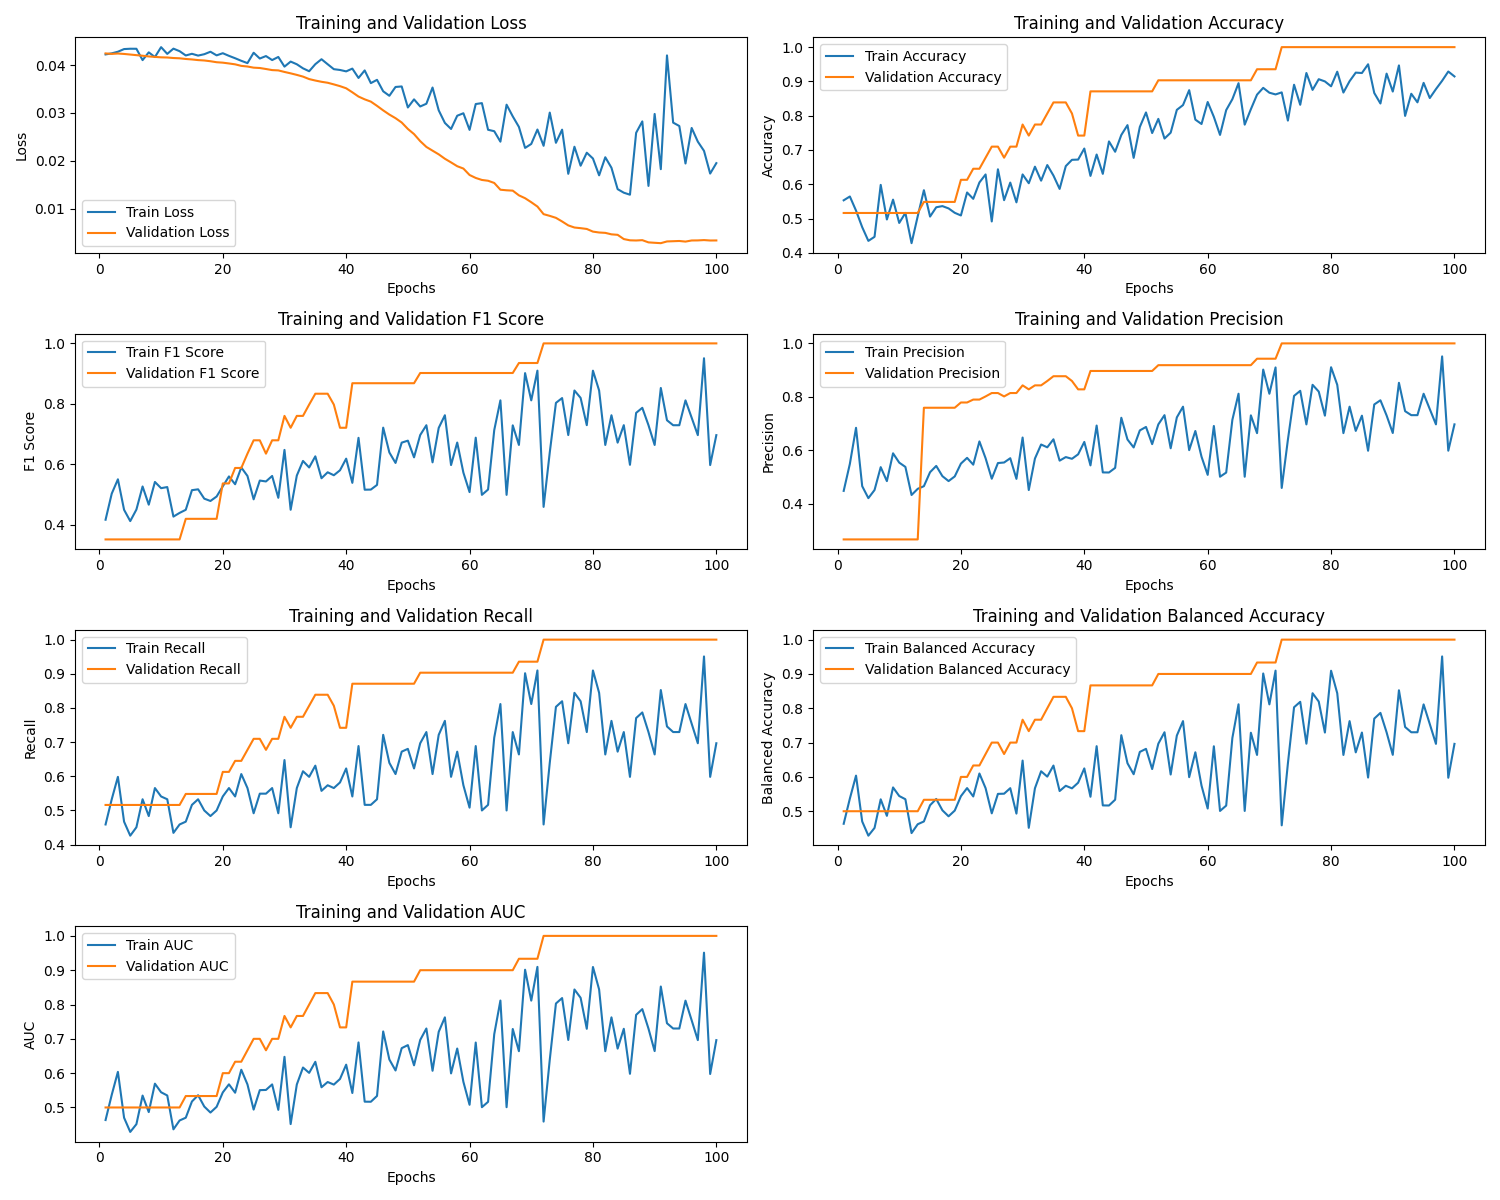 Training and Validation Loss
Loss
0.04
0.03
0.02
0.01
Train Loss
Validation Loss
0 20 40 60 80 100
Epochs
Training and Validation Accuracy
Accuracy
1.0
0.9
0.8
0.7
0.6
0.5
0.4
Train Accuracy
Validation Accuracy
0 20 40 60 80 100
Epochs
Training and Validation F1 Score
F1 Score
1.0
0.8
0.6
0.4
Train F1 Score
Validation F1 Score
0 20 40 60 80 100
Epochs
Training and Validation Precision
Precision
1.0
0.8
0.6
0.4
Train Precision
Validation Precision
0 20 40 60 80 100
Epochs
Training and Validation Recall
Recall
1.0
0.9
0.8
0.7
0.6
0.5
0.4
Train Recall
Validation Recall
0 20 40 60 80 100
Epochs
Training and Validation Balanced Accuracy
Balanced Accuracy
1.0
0.9
0.8
0.7
0.6
0.5
Train Balanced Accuracy
Validation Balanced Accuracy
0 20 40 60 80 100
Epochs
Training and Validation AUC
AUC
1.0
0.9
0.8
0.7
0.6
0.5
Train AUC
Validation AUC
0 20 40 60 80 100
Epochs